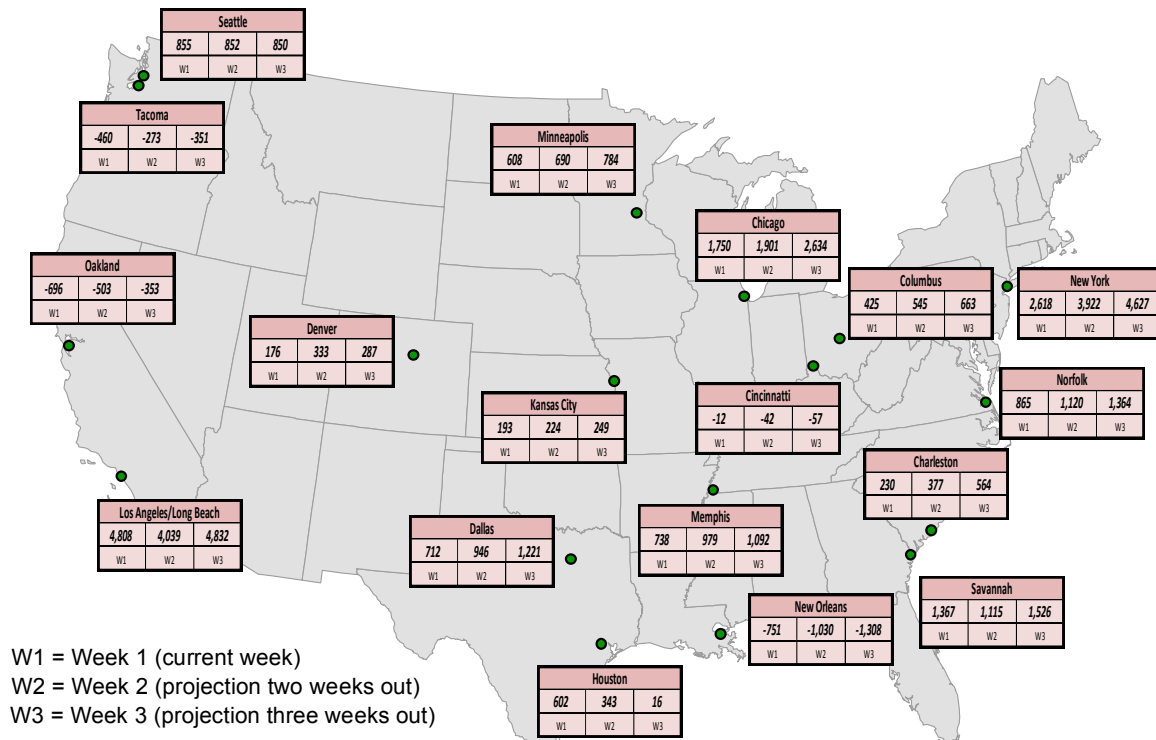 Seattle
855 852 850
W1 W2 W3
Tacoma
-460 -273 -351
W1 W2 W3
Minneapolis
608 690 784
W1 W2 W3
Chicago
1,750 1,901 2,634
W1 W2 W3
Oakland
-696 -503 -353
W1 W2 W3
Columbus
425 545 663
W1 W2 W3
New York
2,618 3,922 4,627
W1 W2 W3
Denver
176 333 287
W1 W2 W3
Norfolk
865 1,120 1,364
W1 W2 W3
Kansas City
193 224 249
W1 W2 W3
Cincinnatti
-12 -42 -57
W1 W2 W3
Charleston
230 377 564
W1 W2 W3
Los Angeles/Long Beach
4,808 4,039 4,832
W1 W2 W3
Dallas
712 946 1,221
W1 W2 W3
Memphis
738 979 1,092
W1 W2 W3
Savannah
1,367 1,115 1,526
W1 W2 W3
New Orleans
-751 -1,030 -1,308
W1 W2 W3
Houston
602 343 16
W1 W2 W3
W1 = Week 1 (current week)
W2 = Week 2 (projection two weeks out)
W3 = Week 3 (projection three weeks out)